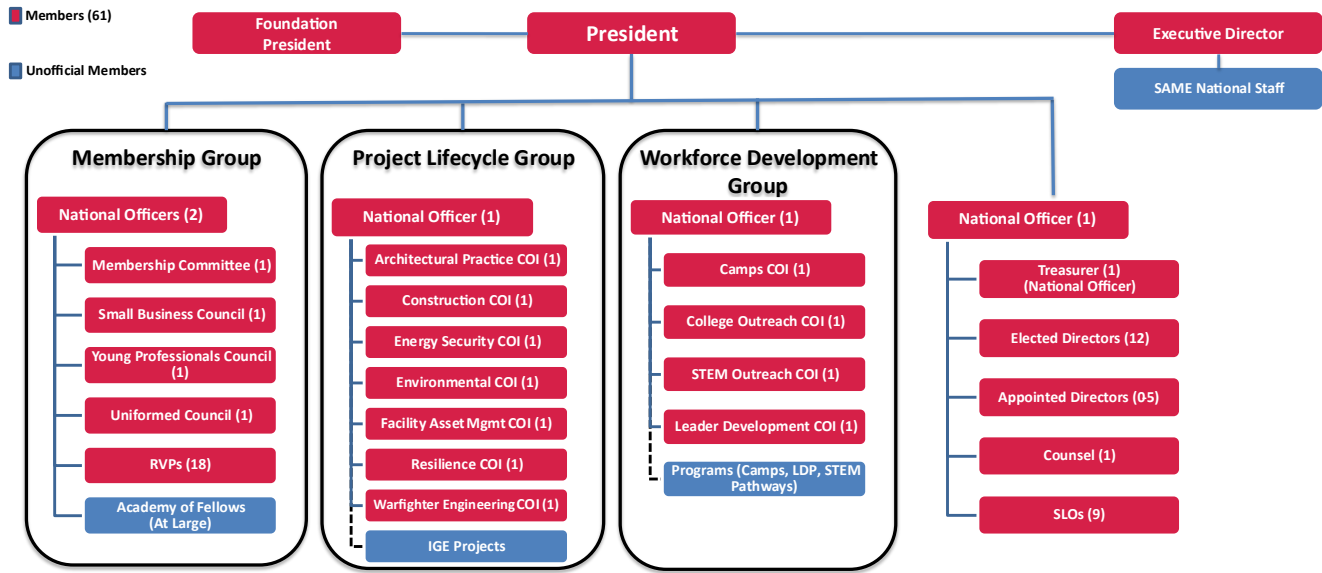 Members (61)
Unofficial Members
Foundation
President
President
Executive Director
SAME National Staff
Membership Group
National Officers (2)
Membership Committee (1)
Small Business Council (1)
Young Professionals Council
(1)
Uniformed Council (1)
RVPs (18)
Academy of Fellows
(At Large)
Project Lifecycle Group
National Officer (1)
Architectural Practice COI (1)
Construction COI (1)
Energy Security COI (1)
Environmental COI (1)
Facility Asset Mgmt COI (1)
Resilience COI (1)
Warfighter Engineering COI (1)
IGE Projects
Workforce Development
Group
National Officer (1)
Camps COI (1)
College Outreach COI (1)
STEM Outreach COI (1)
Leader Development COI (1)
Programs (Camps, LDP, STEM
Pathways)
National Officer (1)
Treasurer (1)
(National Officer)
Elected Directors (12)
Appointed Directors (0-5)
Counsel (1)
SLOs (9)